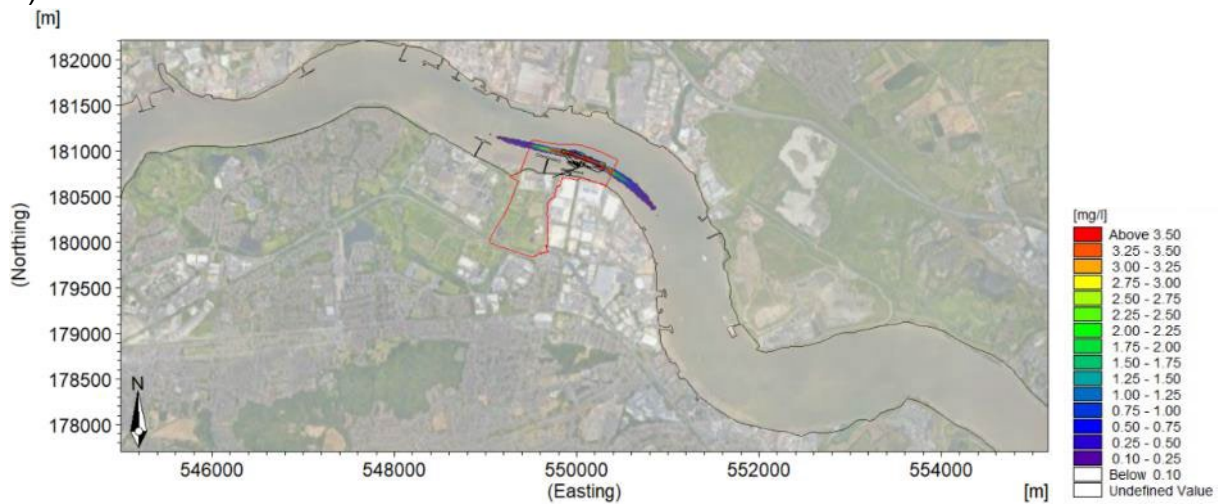 )
[m]
182000
181500
181000
180500
180000
179500
179000
178500
178000
(Northing)
N
546000 548000 550000 552000 554000
(Easting)
[m]
[mg/l]
Above 3.50
3.25 - 3.50
3.00 - 3.25
2.75 - 3.00
2.50 - 2.75
2.25 - 2.50
2.00 - 2.25
1.75 - 2.00
1.50 - 1.75
1.25 - 1.50
1.00 - 1.25
0.75 - 1.00
0.50 - 0.75
0.25 - 0.50
0.10 - 0.25
Below 0.10
Undefined Value